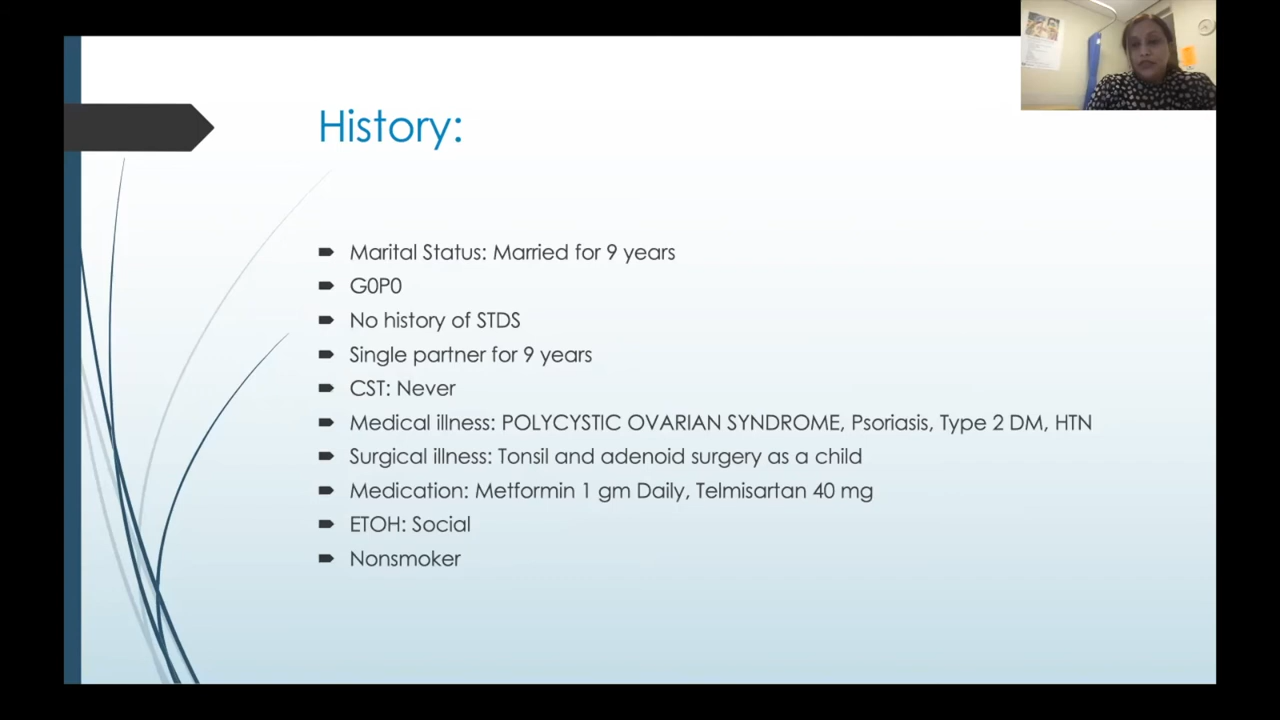 History:
Marital Status: Married for 9 years
G0P0
No history of STDS
Single partner for 9 years
CST: Never
Medical illness: POLYCYSTIC OVARIAN SYNDROME, Psoriasis, Type 2 DM, HTN
Surgical illness: Tonsil and adenoid surgery as a child
Medication: Metformin 1 gm Daily, Telmisartan 40 mg
ETOH: Social
Nonsmoker